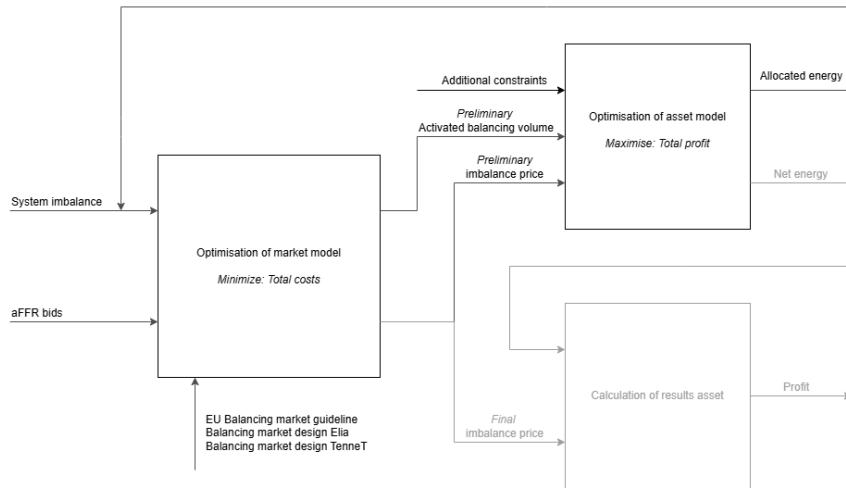 Additional constraints
Preliminary
Activated balancing volume
Preliminary
imbalance price
Optimisation of asset model
Maximise: Total profit
Allocated energy
Net energy
System imbalance
aFFR bids
Optimisation of market model
Minimize: Total costs
EU Balancing market guideline
Balancing market design Elia
Balancing market design TenneT
Final
imbalance price
Calculation of results asset
Profit